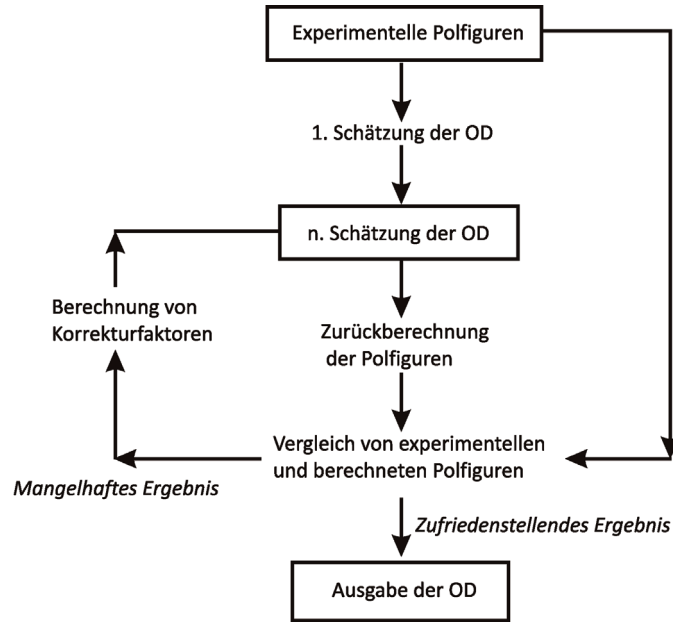 Experimentelle Polfiguren
1. Schätzung der OD
n. Schätzung der OD
Berechnung von
Korrekturfaktoren
Zurückberechnung
der Polfiguren
Vergleich von experimentellen
und berechneten Polfiguren
Mangelhaftes Ergebnis
Zufriedenstellendes Ergebnis
Ausgabe der OD